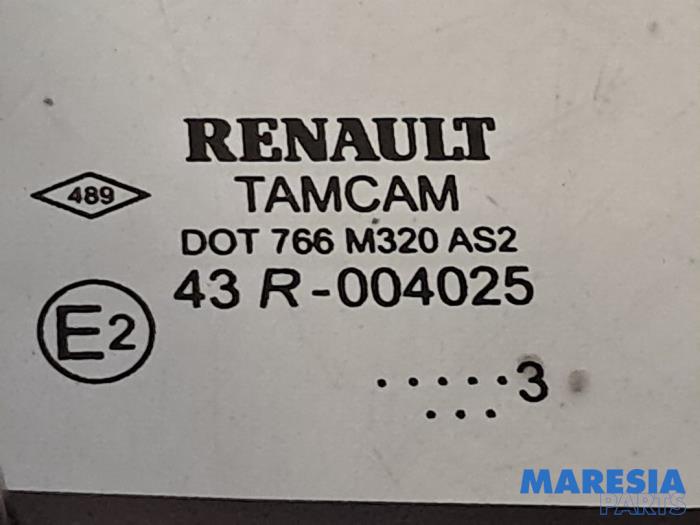 RENAULT
489
TAMCAM
DOT 766 M320 AS2
43 R-004025
E2
.......3
...
MARESIA
PARTS